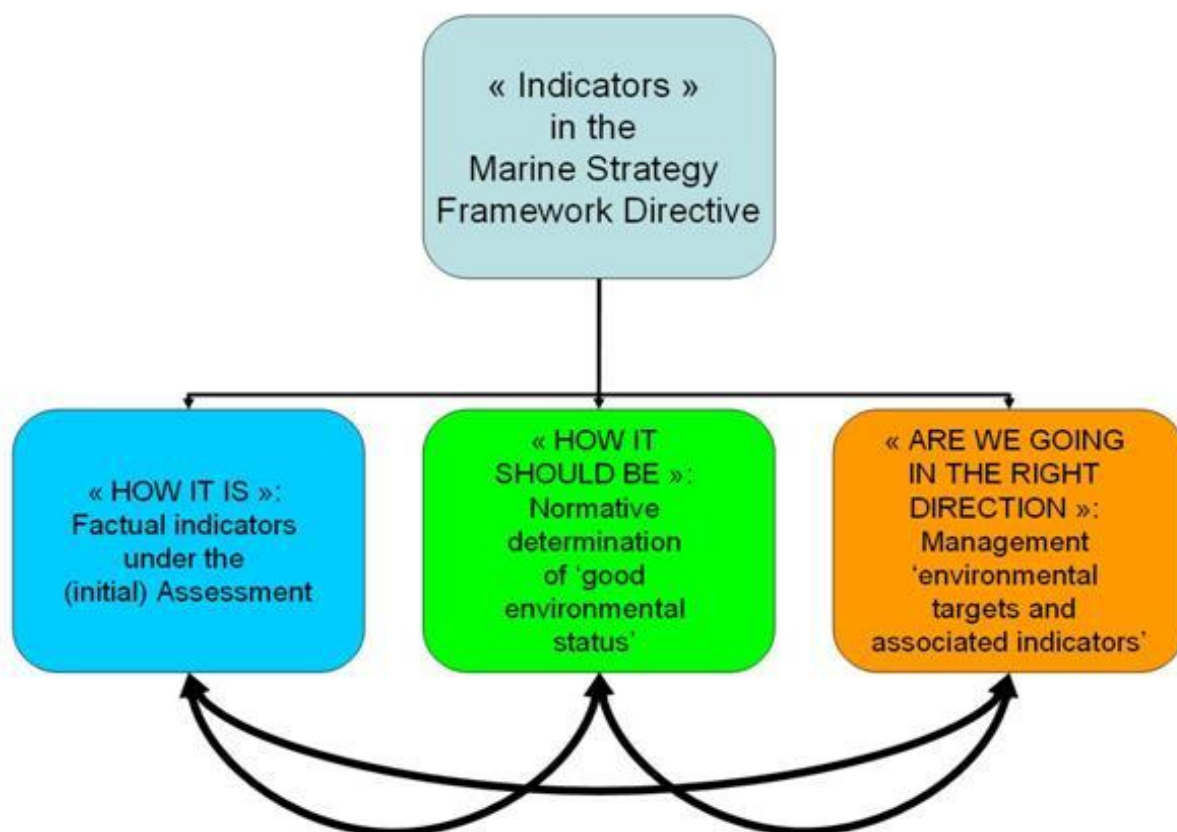 « Indicators »
in the
Marine Strategy
Framework Directive
« HOW IT IS »:
Factual indicators
under the
(initial) Assessment
« HOW IT
SHOULD BE »:
Normative
determination
of ‘good
environmental
status’
« ARE WE GOING
IN THE RIGHT
DIRECTION »:
Management
‘environmental
targets and
associated indicators’